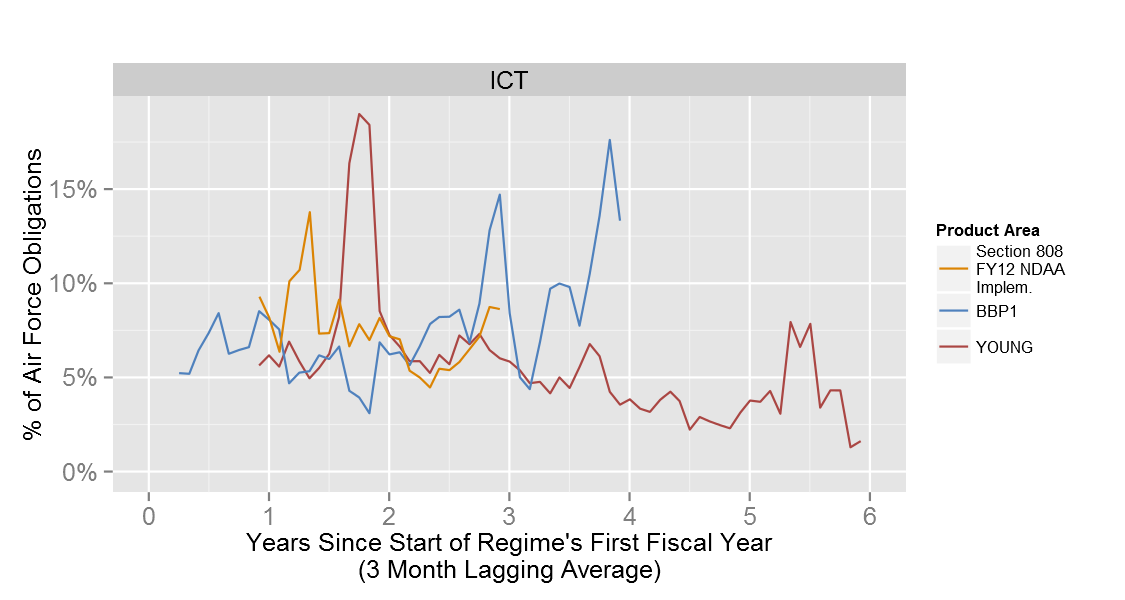 ICT
% of Air Force Obligations
15%
10%
5%
0%
0 1 2 3 4 5 6
Years Since Start of Regime's First Fiscal Year
(3 Month Lagging Average)
Product Area
Section 808
FY12 NDAA
Implem.
BBP1
YOUNG